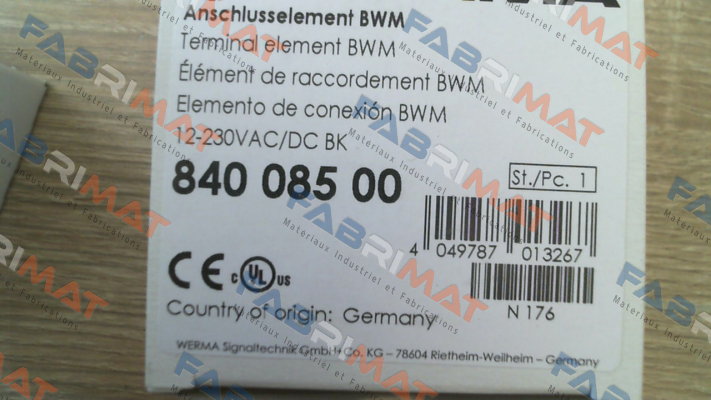 Anschlusselement BWM
Terminal element BWM
Élément de raccordement BWM
Elemento de conexión BWM
12-230VAC/DC BK
840 085 00
St./Pc. 1
4 049787 013267
CE c UL us
N 176
Country of origin: Germany
WERMA Signaltechnik GmbH + Co. KG – 78604 Rietheim-Weilheim – Germany
FABRIMAT
Materiaux Industriel et Fabrications